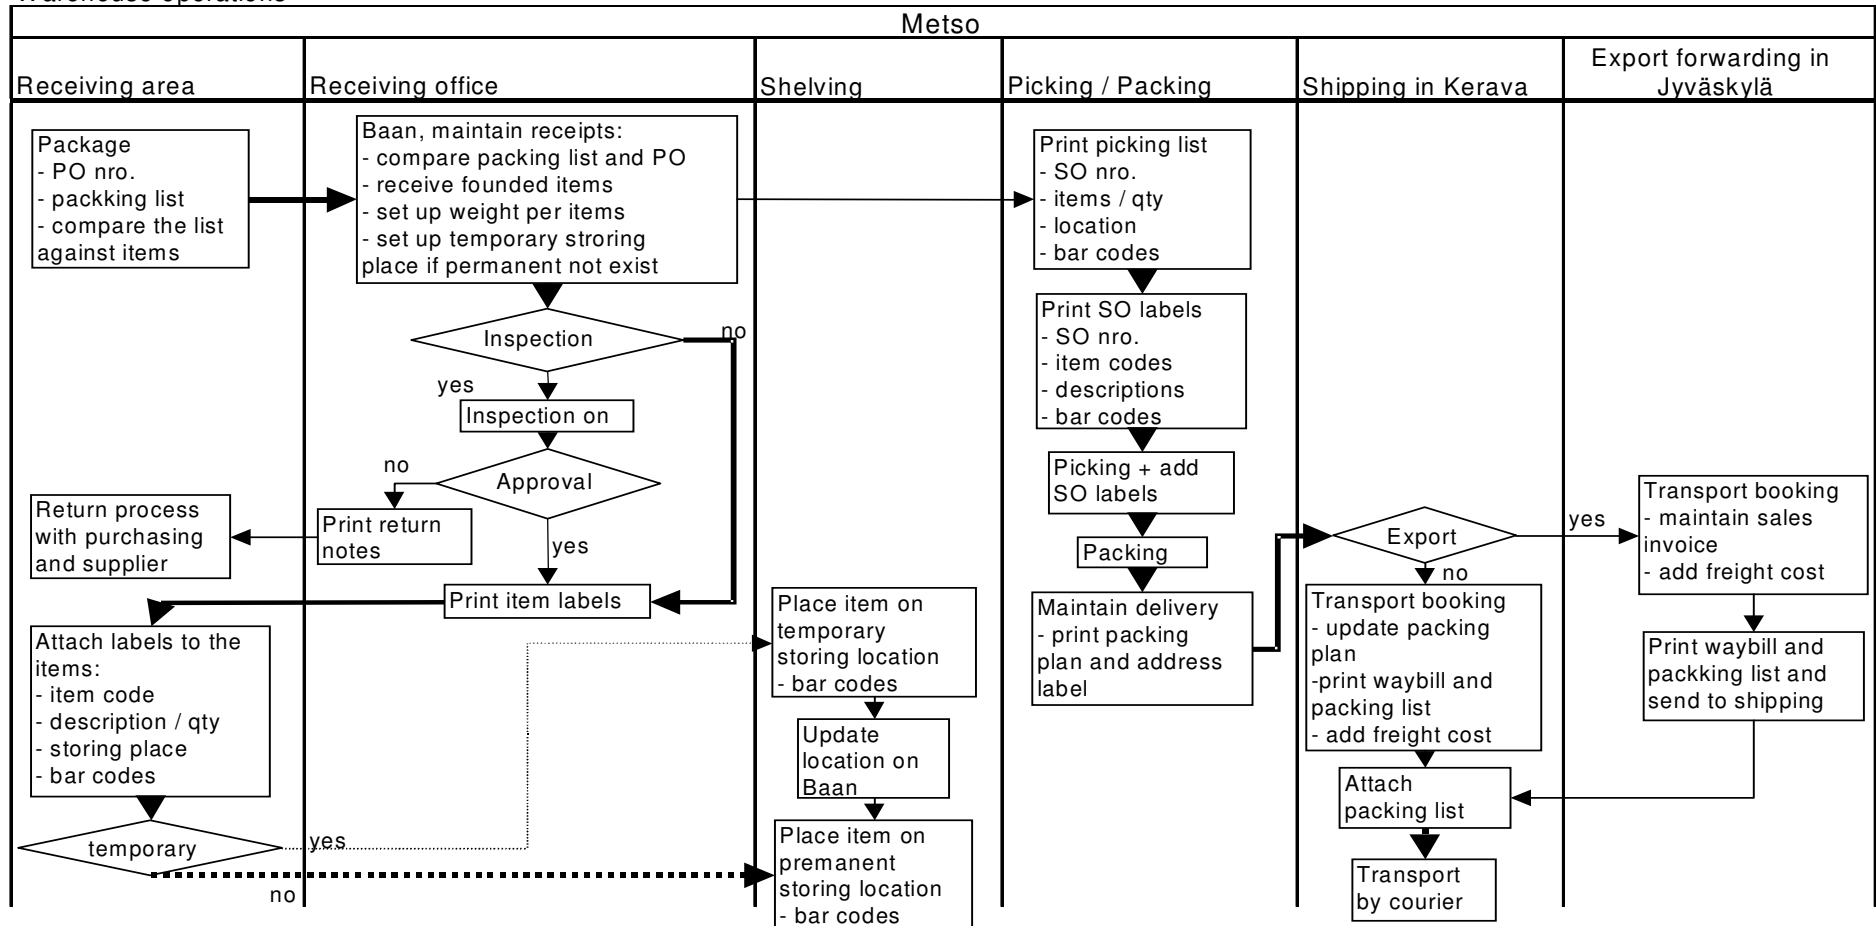 Warehouse operations
Metso
Receiving area
Receiving office
Shelving
Picking / Packing
Shipping in Kerava
Export forwarding in
Jyväskylä
Package
- PO nro.
- packking list
- compare the list
against items
Baan, maintain receipts:
- compare packing list and PO
- receive founded items
- set up weight per items
- set up temporary stroring
place if permanent not exist
Inspection
no
yes
Inspection on
Approval
no
yes
Print return
notes
Return process
with purchasing
and supplier
Print item labels
Attach labels to the
items:
- item code
- description / qty
- storing place
- bar codes
temporary
yes
no
Place item on
temporary
storing location
- bar codes
Update
location on
Baan
Place item on
premanent
storing location
- bar codes
Print picking list
- SO nro.
- items / qty
- location
- bar codes
Print SO labels
- SO nro.
- item codes
- descriptions
- bar codes
Picking + add
SO labels
Packing
Maintain delivery
- print packing
plan and address
label
Export
yes
no
Transport booking
- update packing
plan
-print waybill and
packing list
- add freight cost
Attach
packing list
Transport
by courier
Transport booking
- maintain sales
invoice
- add freight cost
Print waybill and
packking list and
send to shipping